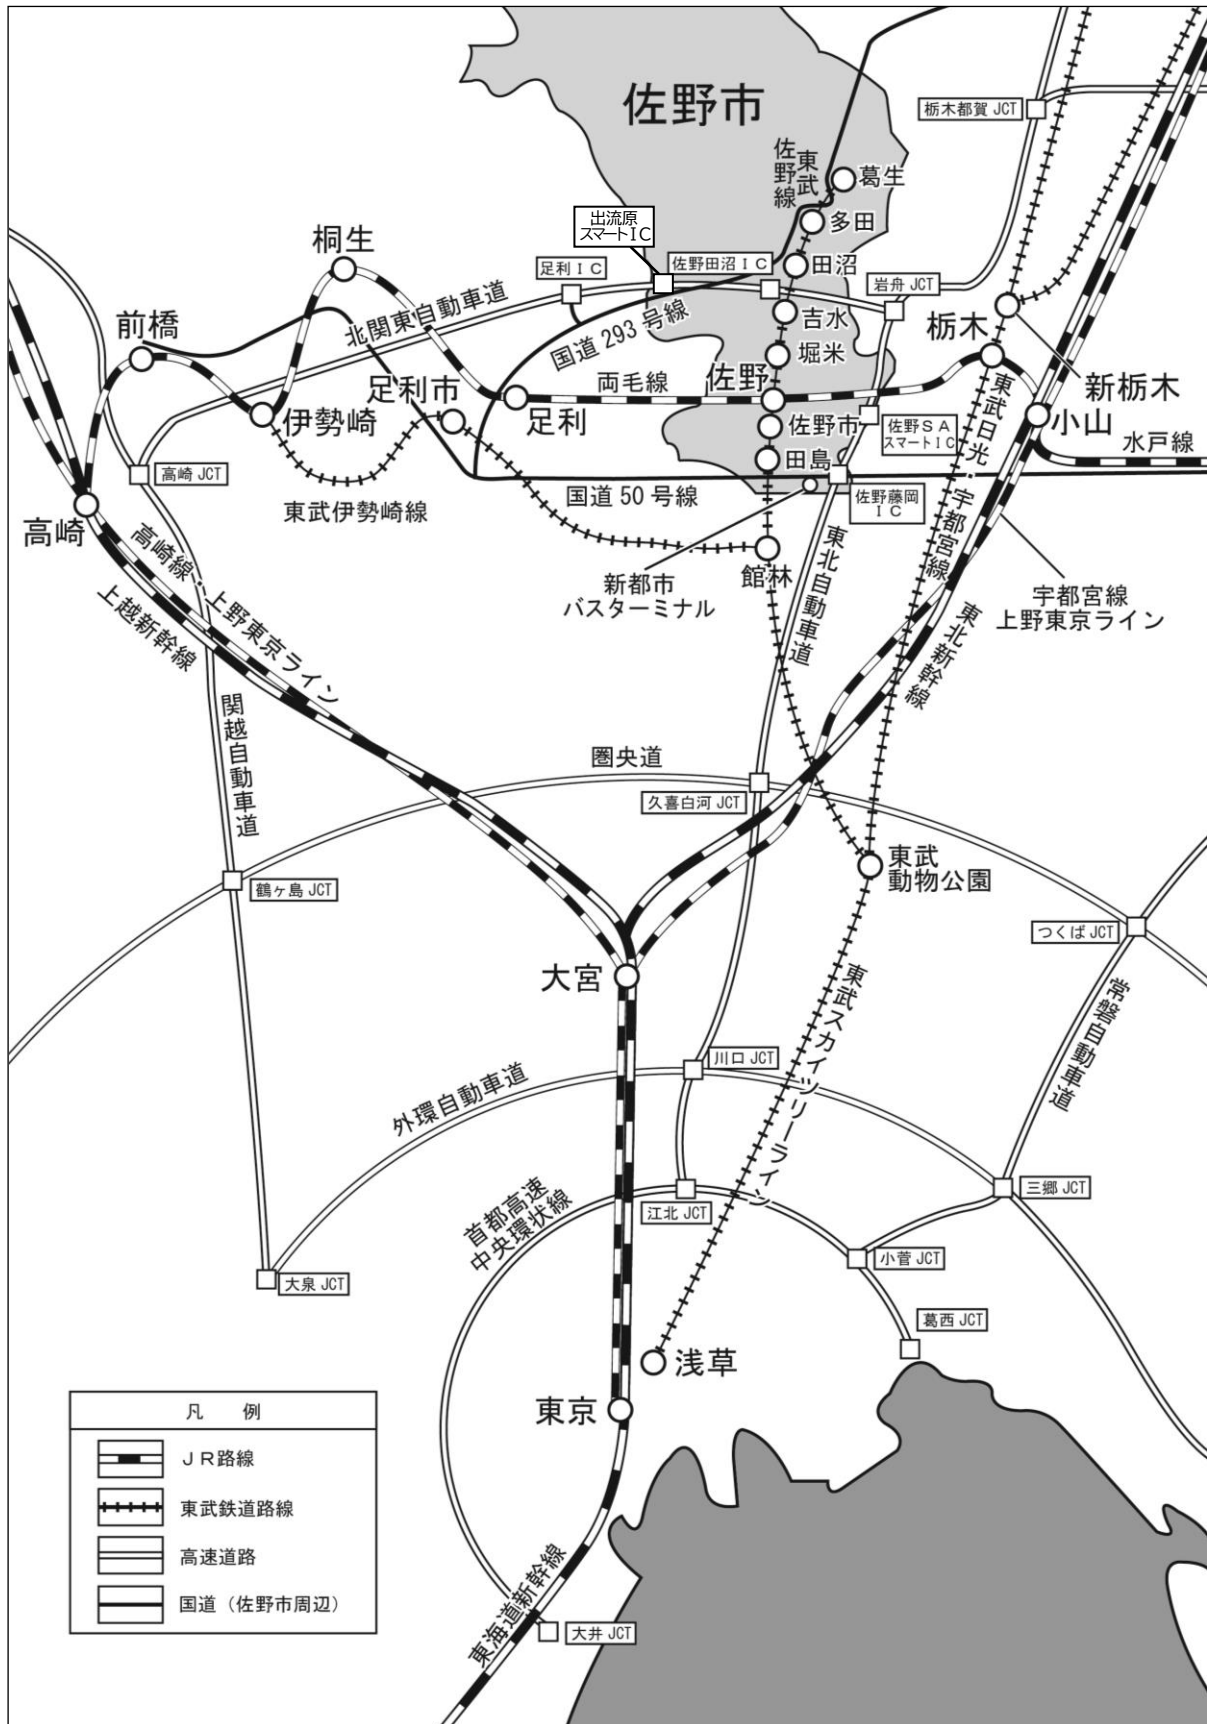 佐野市
栃木都賀 JCT
東武
佐野線
葛生
多田
出流原
スマートＩＣ
桐生
足利ＩＣ
佐野田沼ＩＣ
田沼
岩舟 JCT
北関東自動車道
前橋
国道 293 号線
吉水
栃木
堀米
足利市
両毛線
佐野
新栃木
伊勢崎
足利
佐野市
佐野ＳＡ
スマートＩＣ
小山
水戸線
高崎 JCT
田島
東武伊勢崎線
国道 50 号線
佐野藤岡
ＩＣ
東武日光・宇都宮線
高崎
高崎線・上野東京ライン
上越新幹線
館林
新都市
バスターミナル
東北自動車道
宇都宮線
上野東京ライン
東北新幹線
関越自動車道
圏央道
久喜白河 JCT
東武
動物公園
鶴ヶ島 JCT
つくば JCT
大宮
東武スカイツリーライン
常磐自動車道
川口 JCT
外環自動車道
三郷 JCT
首都高速
中央環状線
江北 JCT
小菅 JCT
大泉 JCT
葛西 JCT
浅草
東京
凡　例
ＪＲ路線
東武鉄道路線
高速道路
国道（佐野市周辺）
東海道新幹線
大井 JCT